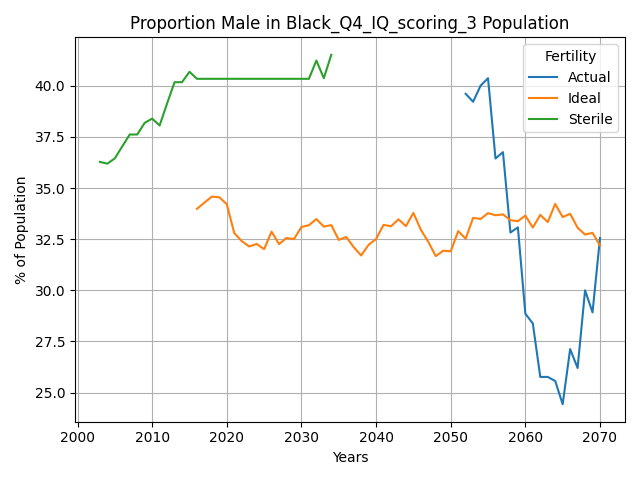 Proportion Male in Black_Q4_IQ_scoring_3 Population
Fertility
Actual
Ideal
Sterile
% of Population
40.0
37.5
35.0
32.5
30.0
27.5
25.0
2000 2010 2020 2030 2040 2050 2060 2070
Years